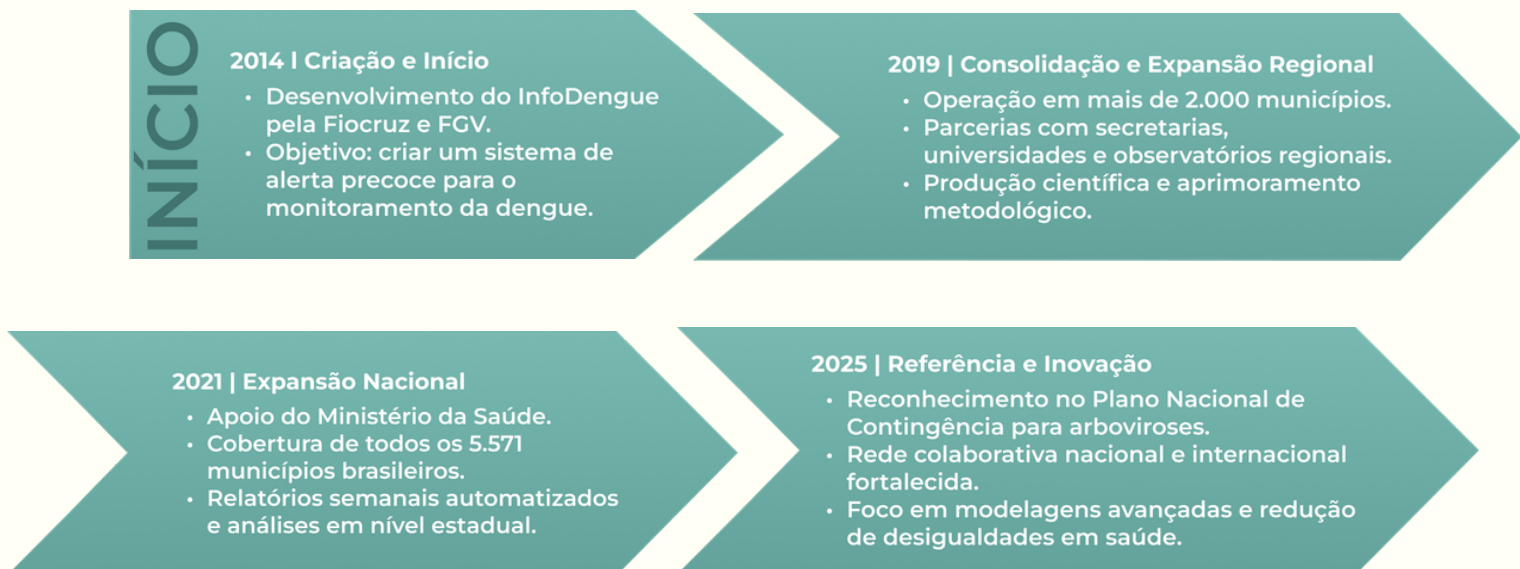 INÍCIO
2014 l Criação e Início
• Desenvolvimento do InfoDengue
pela Fiocruz e FGV.
• Objetivo: criar um sistema de
alerta precoce para o
monitoramento da dengue.
2019 | Consolidação e Expansão Regional
• Operação em mais de 2.000 municípios.
• Parcerias com secretarias,
universidades e observatórios regionais.
• Produção científica e aprimoramento
metodológico.
2021 | Expansão Nacional
• Apoio do Ministério da Saúde.
• Cobertura de todos os 5.571
municípios brasileiros.
• Relatórios semanais automatizados
e análises em nível estadual.
2025 | Referência e Inovação
• Reconhecimento no Plano Nacional de
Contingência para arboviroses.
• Rede colaborativa nacional e internacional
fortalecida.
• Foco em modelagens avançadas e redução
de desigualdades em saúde.